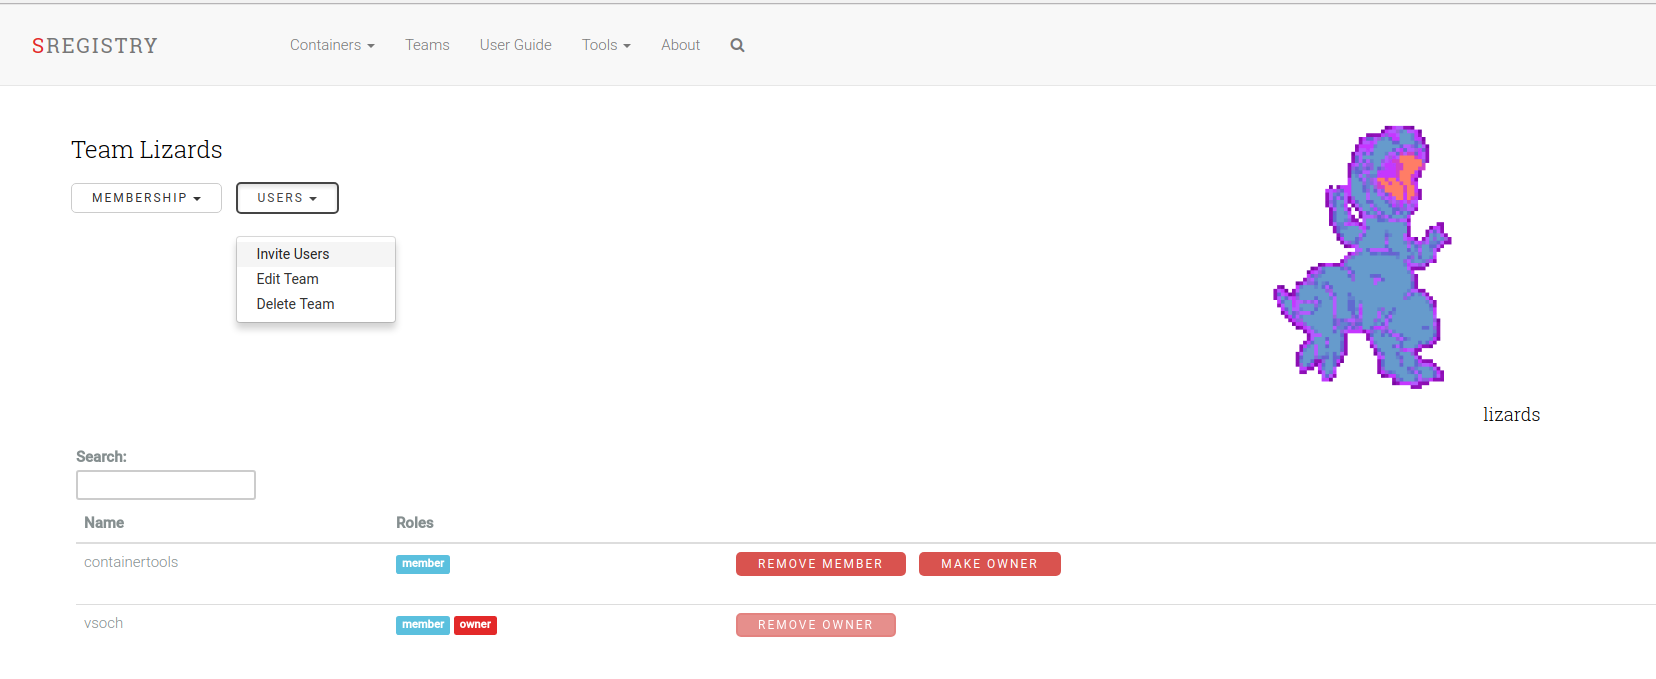 SREGISTRY Containers Teams User Guide Tools About
Team Lizards
MEMBERSHIP USERS
Invite Users
Edit Team
Delete Team
lizards
Search:
Name Roles
containertools member REMOVE MEMBER MAKE OWNER
vsoch member owner REMOVE OWNER